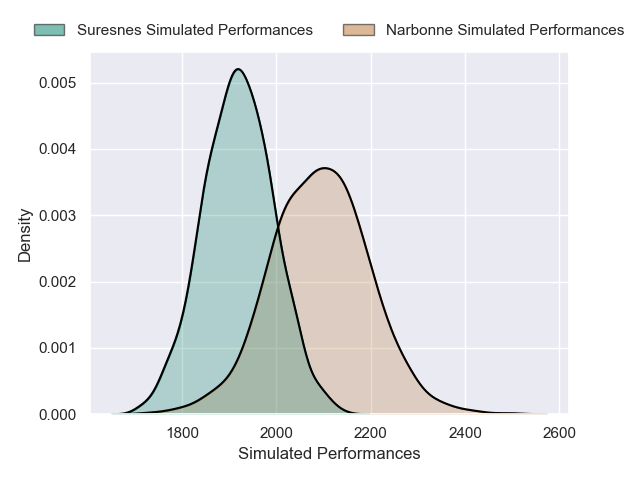 Suresnes Simulated Performances Narbonne Simulated Performances
0.005
0.004
0.003
0.002
0.001
0.000
Density
1800 2000 2200 2400 2600
Simulated Performances